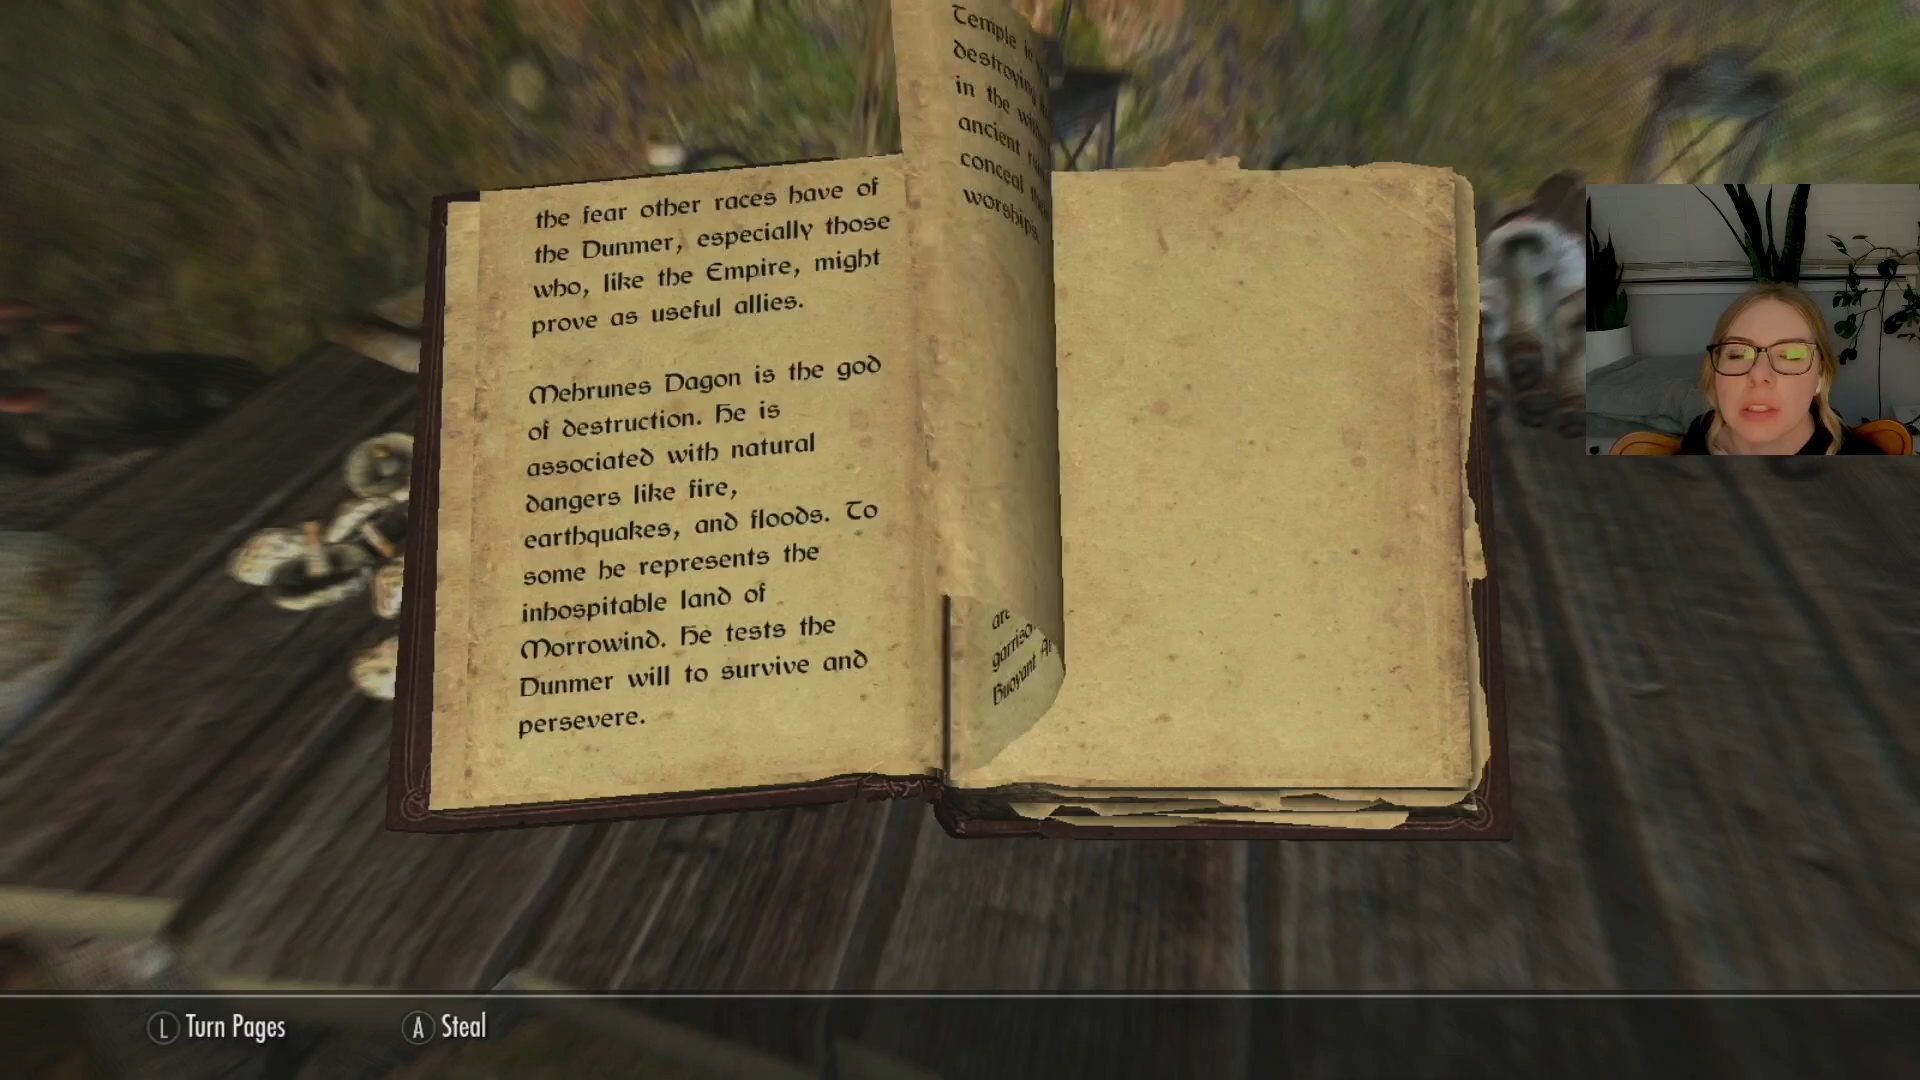 the fear other races have of
the Dunmer, especially those
who, like the Empire, might
prove as useful allies.
Mehrunes Dagon is the god
of destruction. He is
associated with natural
dangers like fire,
earthquakes, and floods. To
some he represents the
inhospitable land of
Morrowind. He tests the
Dunmer will to survive and
persevere.
Temple
destroying
in the
ancient
conceal
worships.
Buoyant
L Turn Pages
A Steal